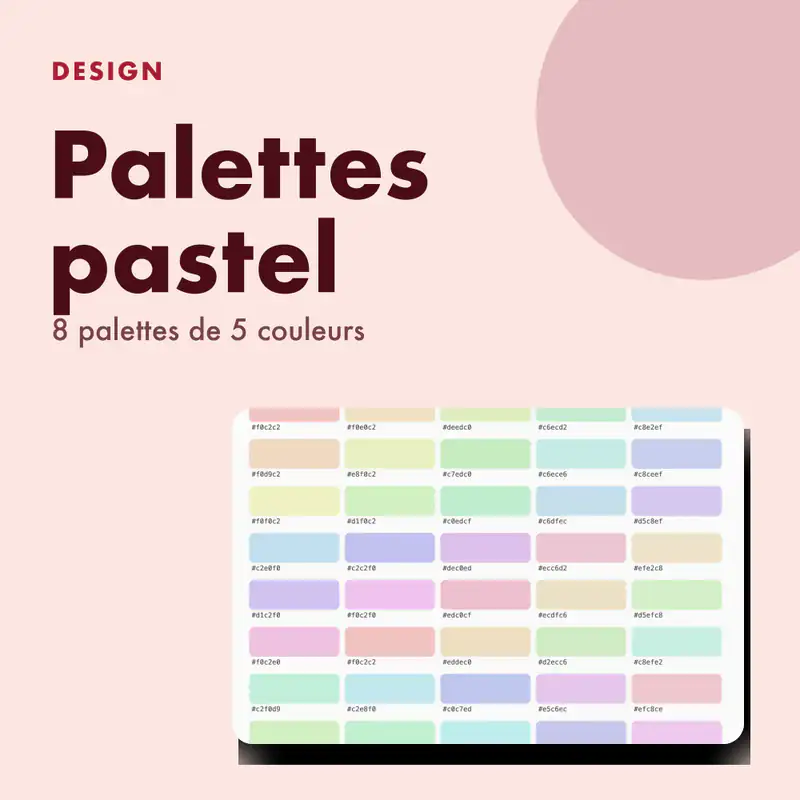 DESIGN
Palettes
pastel
8 palettes de 5 couleurs
#f0c2c2 #f0e0c2 #deedc0 #c6ecd2 #c8e2ef
#f0d9c2 #e8f0c2 #c7edc0 #c6ece6 #c8ceef
#f0f0c2 #d1f0c2 #c0edcf #c6dfec #d5c8ef
#c2e0f0 #c2c2f0 #dec0ed #ecc6d2 #efe2c8
#d1c2f0 #f0c2f0 #edc0cf #ecdfc6 #d5efc8
#f0c2e0 #f0c2c2 #eddec0 #d2ecc6 #c8efe2
#c2f0d9 #c2e8f0 #c0c7ed #e5c6ec #efc8ce